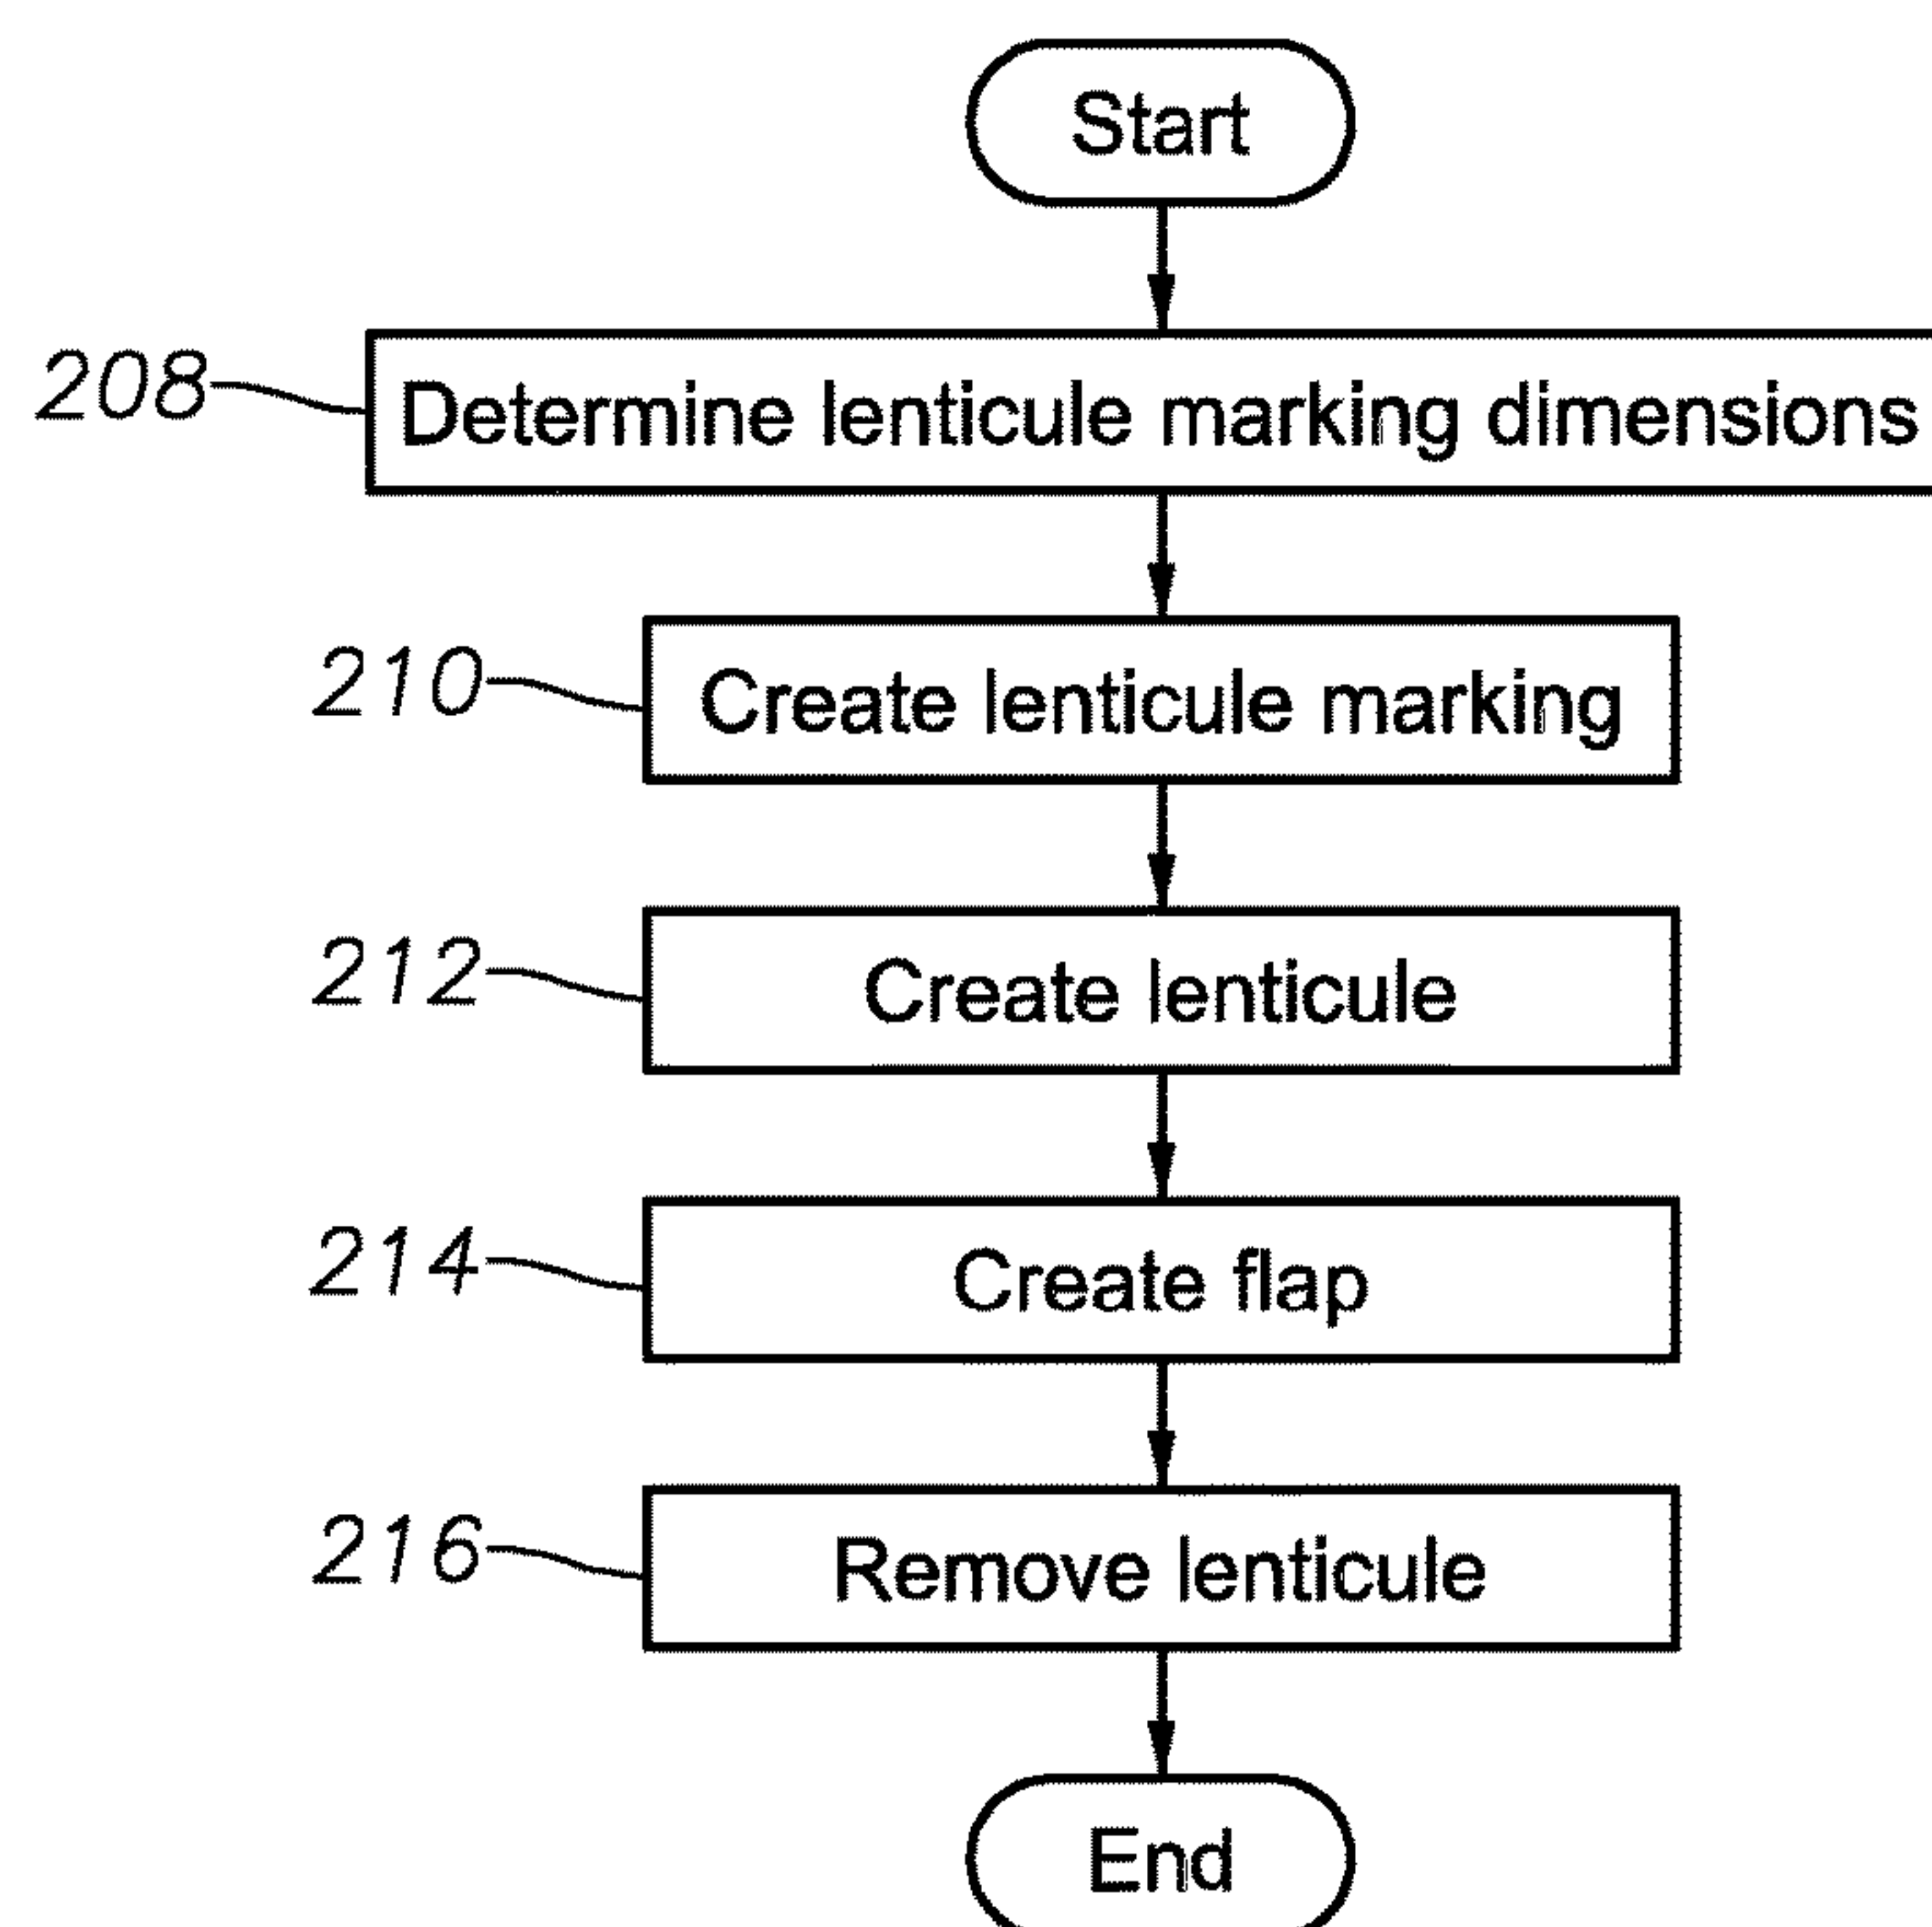 Start
208 Determine lenticule marking dimensions
210 Create lenticule marking
212 Create lenticule
214 Create flap
216 Remove lenticule
End